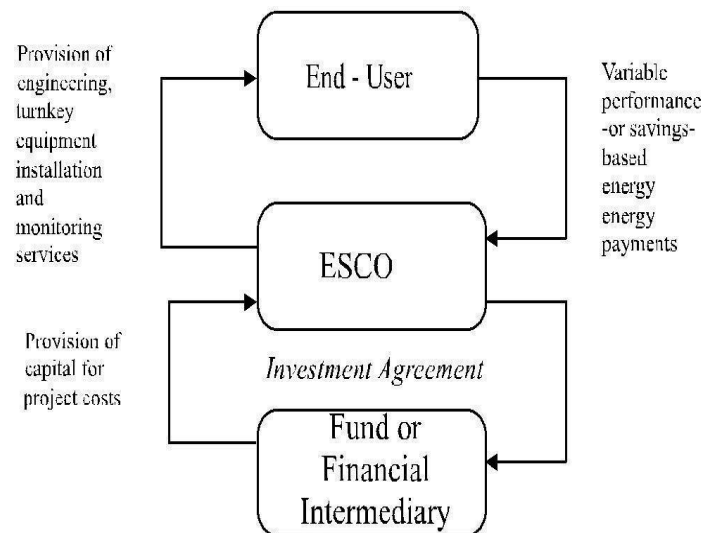 Provision of
engineering,
turnkey
equipment
installation
and
monitoring
services
End - User
Variable
performance
-or savings-
based
energy
energy
payments
ESCO
Provision of
capital for
project costs
Investment Agreement
Fund or
Financial
Intermediary